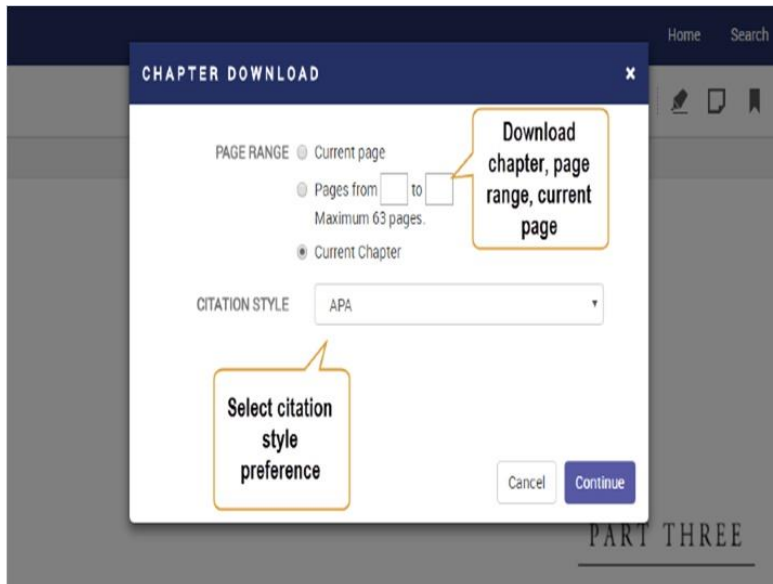 Home Search
CHAPTER DOWNLOAD ×
PAGE RANGE Current page
Pages from to
Maximum 63 pages.
Current Chapter
Download
chapter, page
range, current
page
CITATION STYLE APA
Select citation
style
preference
Cancel Continue
PART THREE